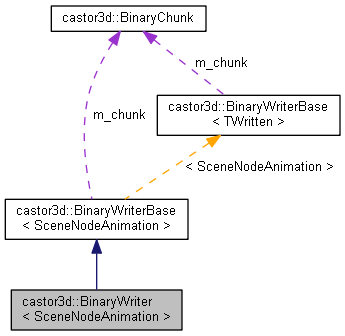 castor3d::BinaryChunk
m_chunk
castor3d::BinaryWriterBase
< TWritten >
m_chunk
< SceneNodeAnimation >
castor3d::BinaryWriterBase
< SceneNodeAnimation >
castor3d::BinaryWriter
< SceneNodeAnimation >